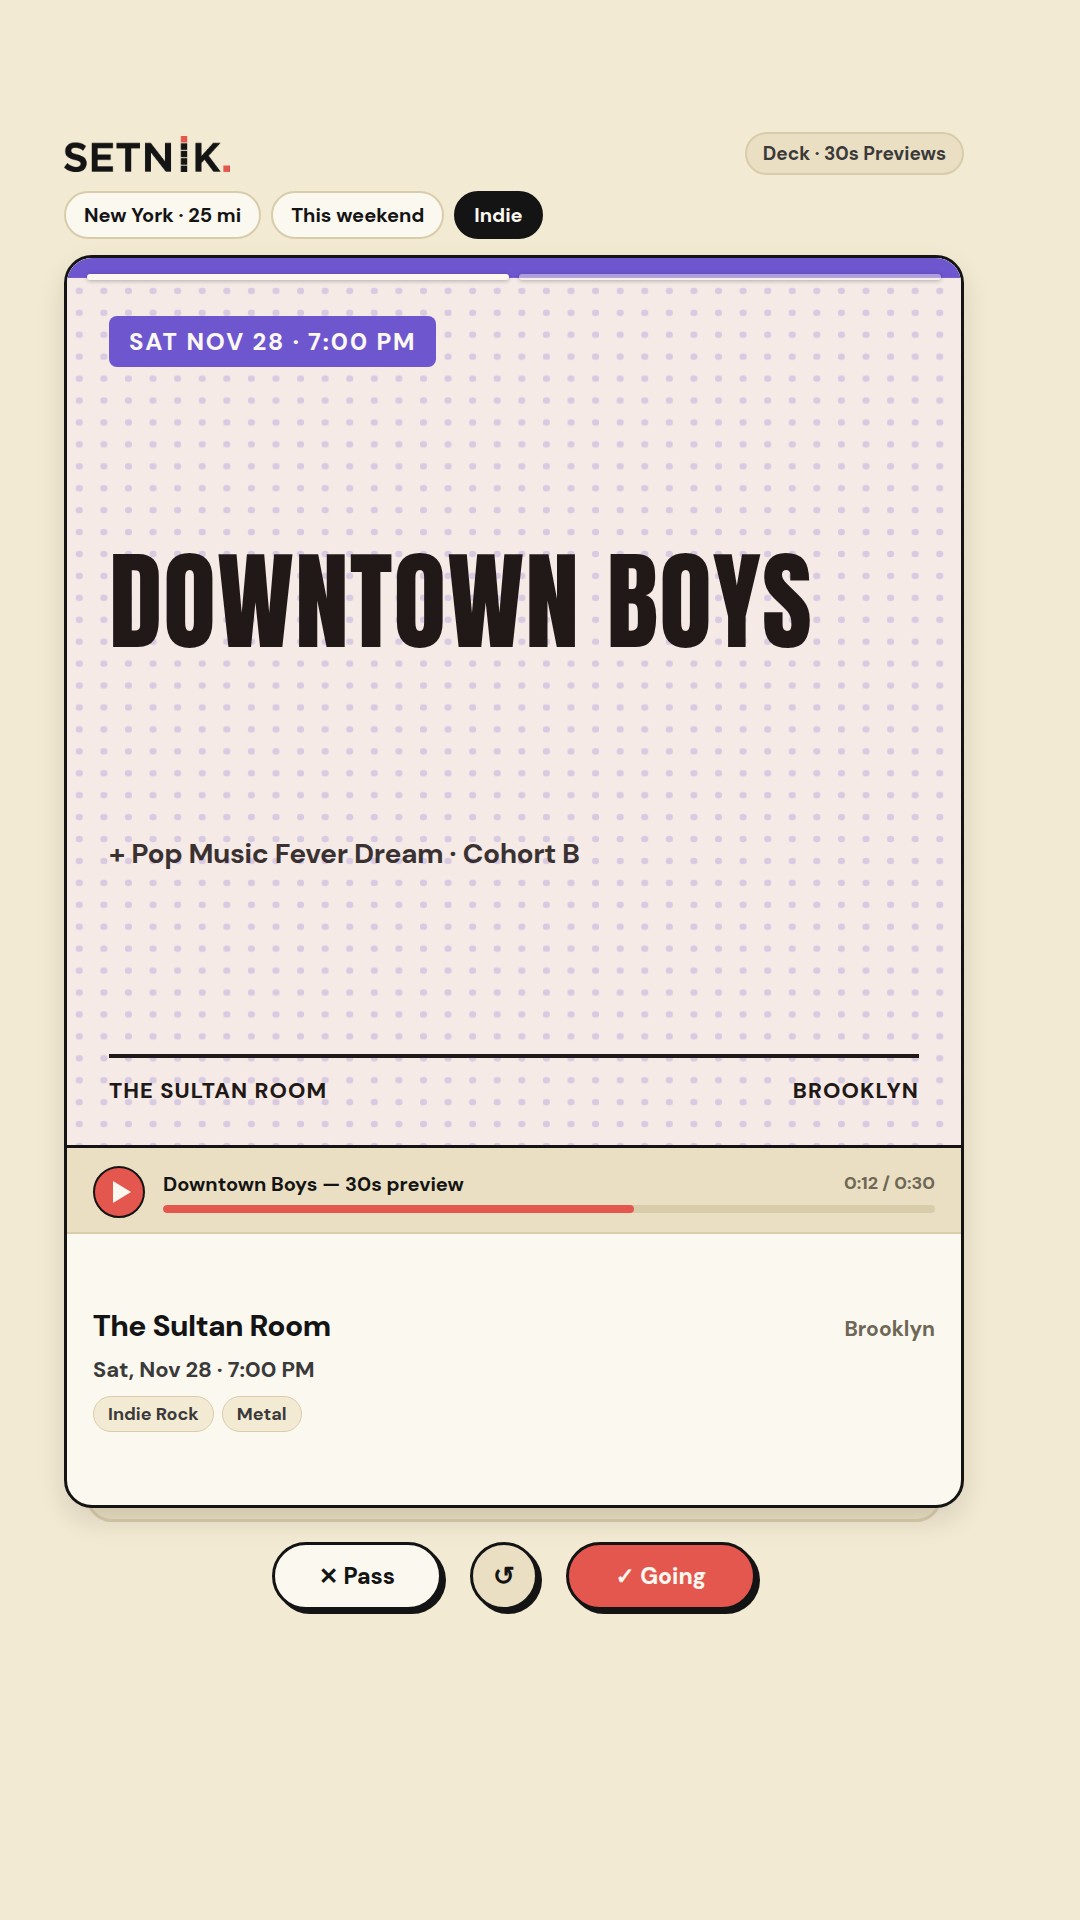 SETNIK.
Deck · 30s Previews
New York · 25 mi
This weekend
Indie
SAT NOV 28 · 7:00 PM
DOWNTOWN BOYS
+ Pop Music Fever Dream · Cohort B
THE SULTAN ROOM
BROOKLYN
Downtown Boys — 30s preview
0:12 / 0:30
The Sultan Room
Brooklyn
Sat, Nov 28 · 7:00 PM
Indie Rock
Metal
✕ Pass
↺
✓ Going